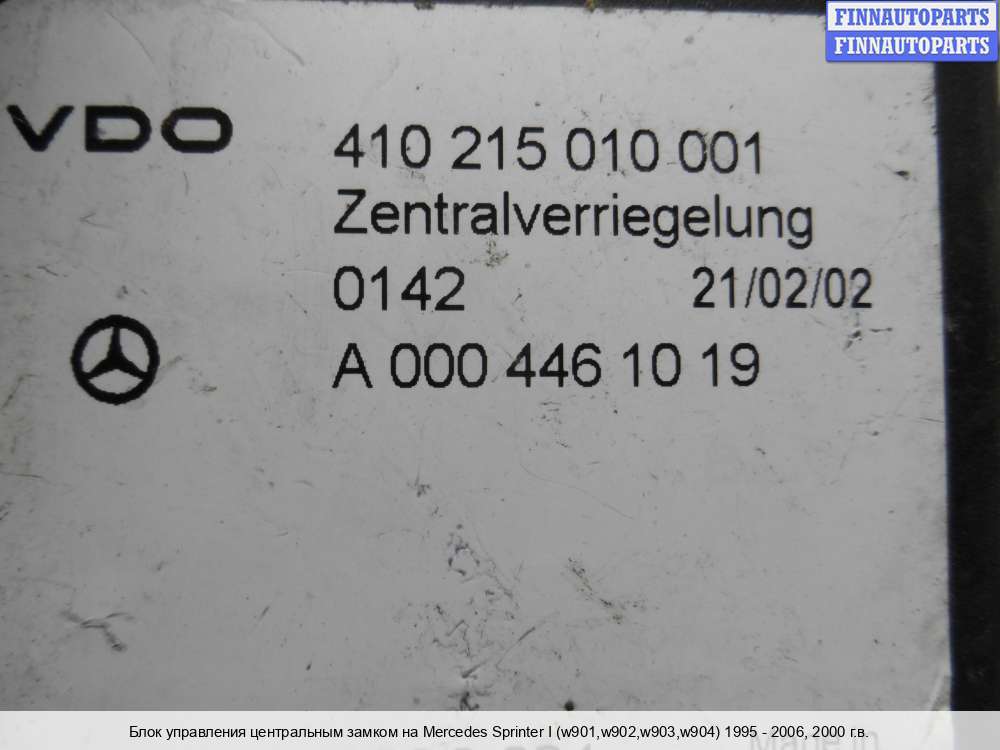 FINNAUTOPARTS
FINNAUTOPARTS
VDO
410 215 010 001
Zentralverriegelung
0142 21/02/02
A 000 446 10 19
Блок управления центральным замком на Mercedes Sprinter I (w901,w902,w903,w904) 1995 - 2006, 2000 г.в.